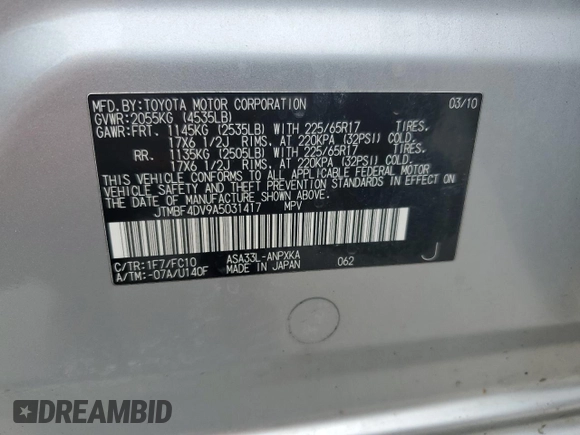 MFD. BY: TOYOTA MOTOR CORPORATION 03/10
GVWR: 2055KG (4535LB)
GAWR: FRT. 1145KG (2535LB) WITH 225/65R17 TIRES.
17X6 1/2J RIMS, AT 220KPA (32PSI) COLD.
RR. 1135KG (2505LB) WITH 225/65R17 TIRES.
17X6 1/2J RIMS, AT 220KPA (32PSI) COLD.
THIS VEHICLE CONFORMS TO ALL APPLICABLE FEDERAL MOTOR
VEHICLE SAFETY AND THEFT PREVENTION STANDARDS IN EFFECT
ON THE DATE OF MANUFACTURE SHOWN ABOVE.
JTMBF4DV9A5031417 MPV
C/TR: 1F7/FC10 ASA33L-ANPXKA 062 J
A/TM: -07A/U140F MADE IN JAPAN
DREAMBID